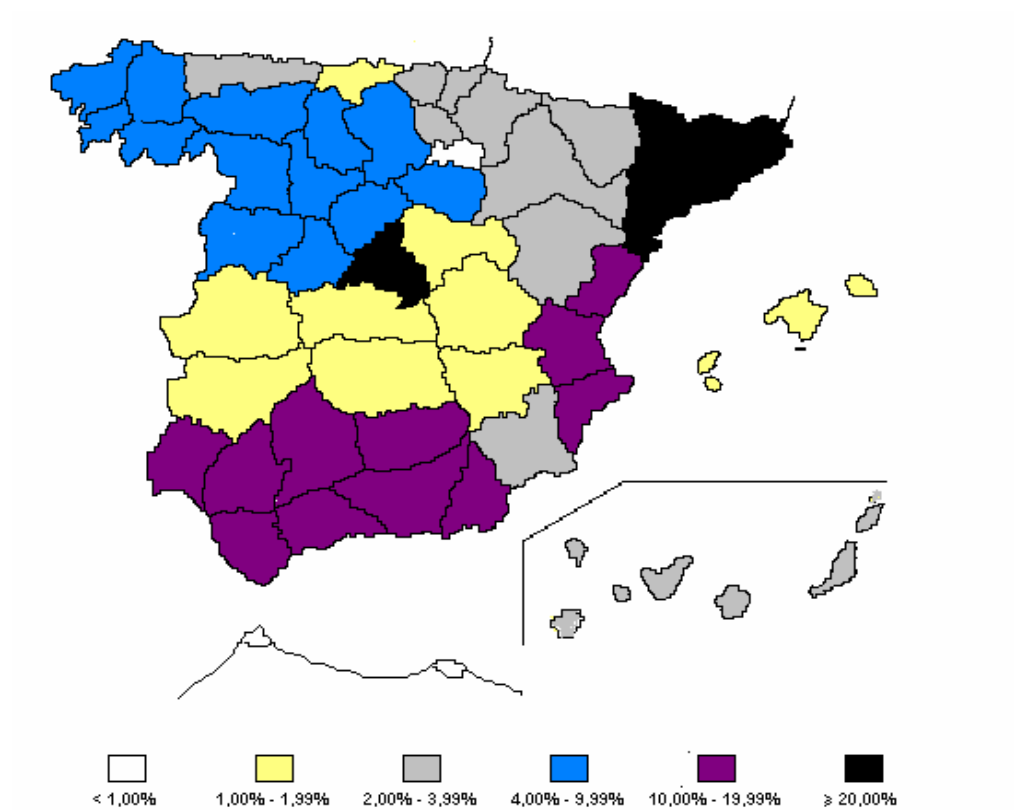 < 1,00%
1,00% - 1,99%
2,00% - 3,99%
4,00% - 9,99%
10,00% - 19,99%
≥ 20,00%